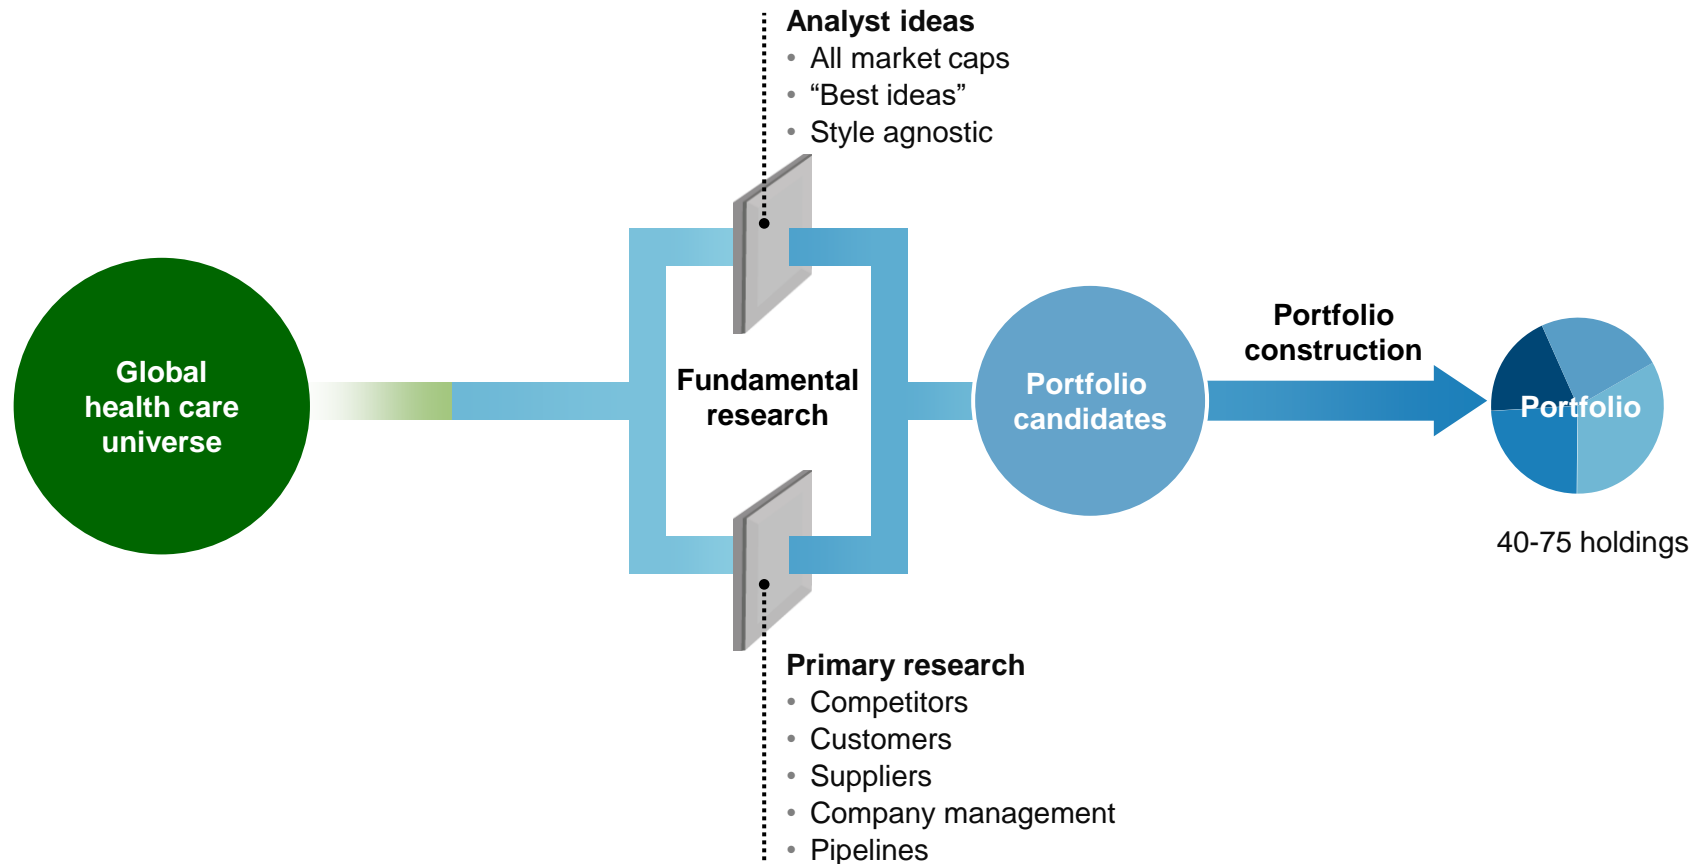 Analyst ideas
• All market caps
• “Best ideas”
• Style agnostic
Global
health care
universe
Fundamental
research
Portfolio
candidates
Portfolio
construction
Portfolio
40-75 holdings
Primary research
• Competitors
• Customers
• Suppliers
• Company management
• Pipelines